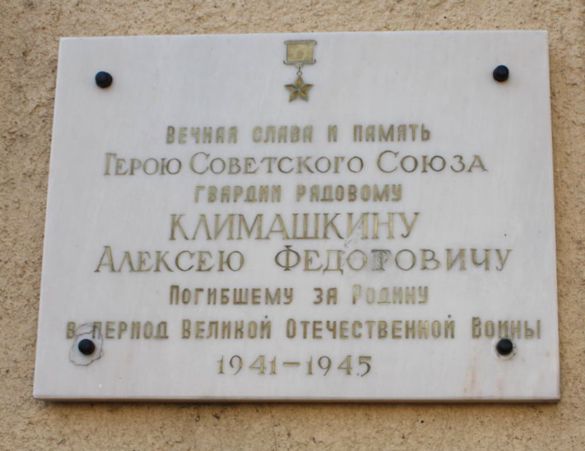 Вечная слава и память
Герою Советского Союза
гвардии рядовому
КЛИМАШКИНУ
Алексею Федотовичу
Погибшему за Родину
в период Великой Отечественной Войны
1941–1945